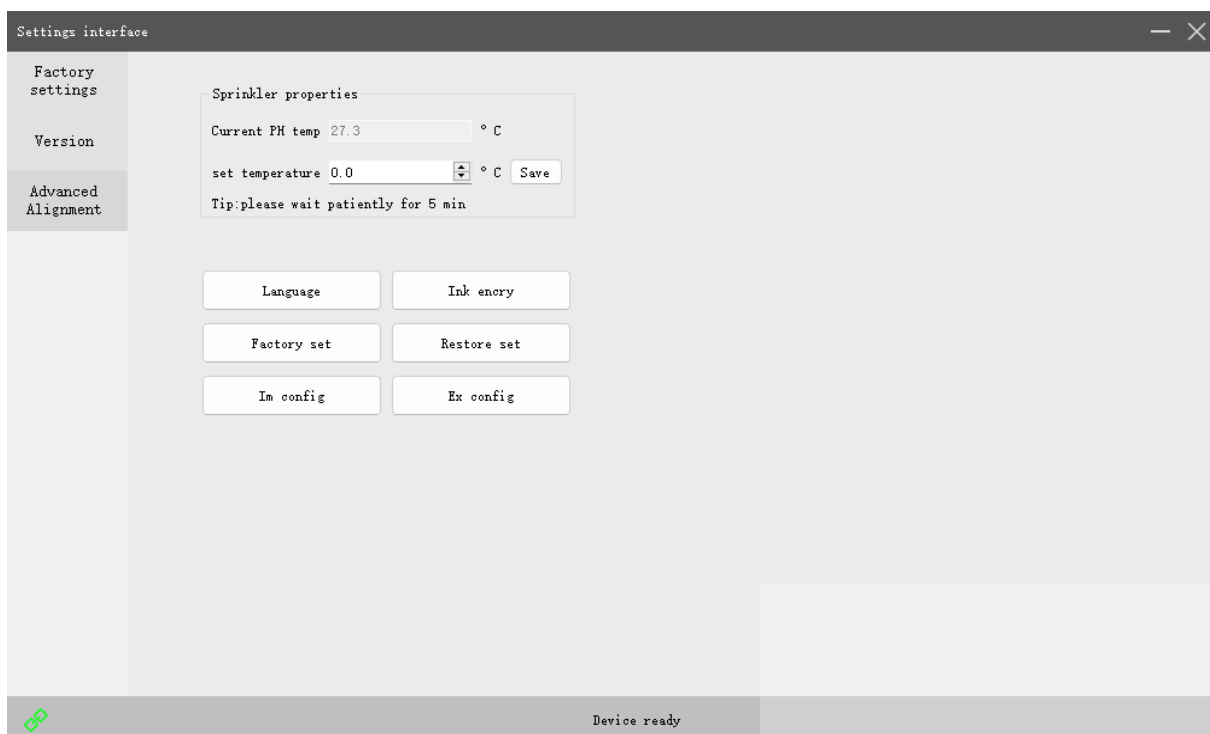 Settings interface
Factory
settings
Version
Advanced
Alignment
Sprinkler properties
Current PH temp 27.3 ° C
set temperature 0.0 ° C Save
Tip:please wait patiently for 5 min
Language Ink encry
Factory set Restore set
Im config Ex config
Device ready